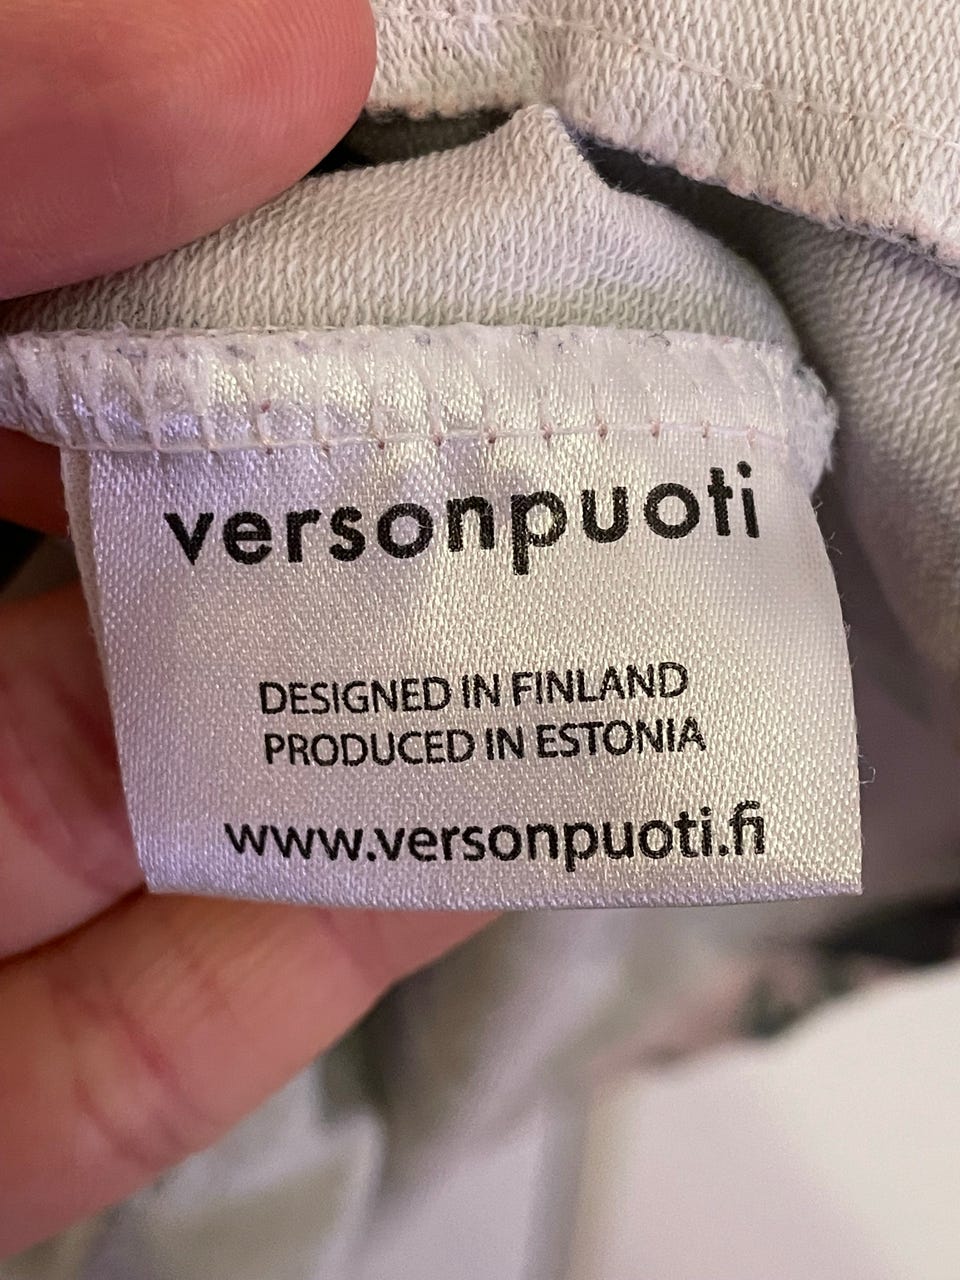 versonpuoti
DESIGNED IN FINLAND
PRODUCED IN ESTONIA
www.versonpuoti.fi